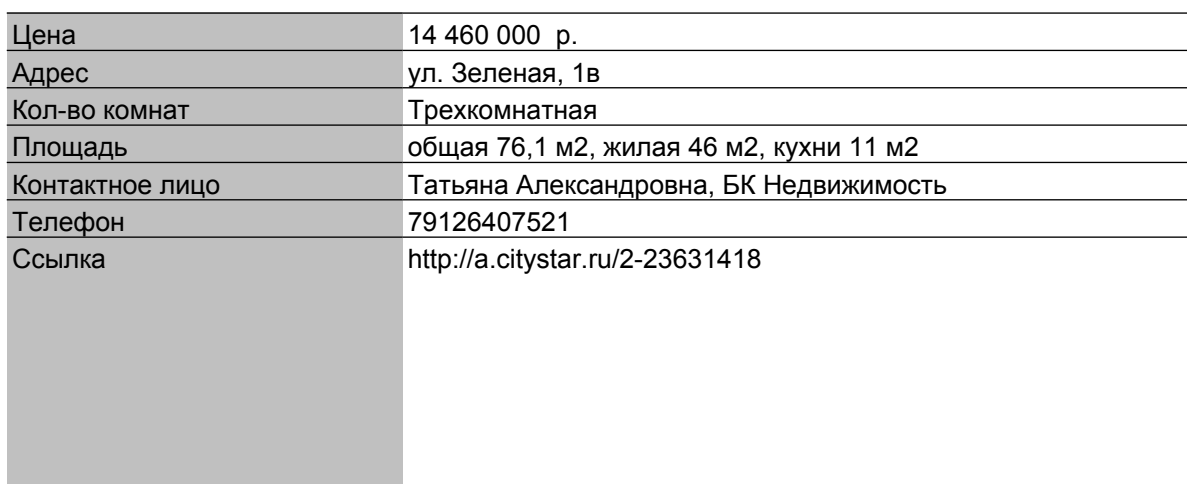 Цена 14 460 000 р.
Адрес ул. Зеленая, 1в
Кол-во комнат Трехкомнатная
Площадь общая 76,1 м2, жилая 46 м2, кухни 11 м2
Контактное лицо Татьяна Александровна, БК Недвижимость
Телефон 79126407521
Ссылка http://a.citystar.ru/2-23631418